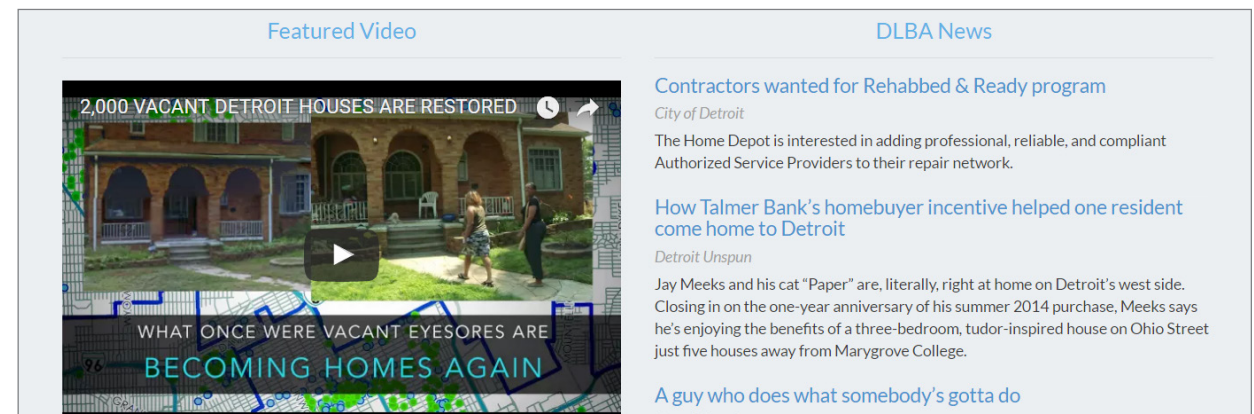 Featured Video
2,000 VACANT DETROIT HOUSES ARE RESTORED
WHAT ONCE WERE VACANT EYESORES ARE
96
BECOMING HOMES AGAIN
DLBA News
Contractors wanted for Rehabbed & Ready program
City of Detroit
The Home Depot is interested in adding professional, reliable, and compliant
Authorized Service Providers to their repair network.
How Talmer Bank’s homebuyer incentive helped one resident
come home to Detroit
Detroit Unspun
Jay Meeks and his cat “Paper” are, literally, right at home on Detroit’s west side.
Closing in on the one-year anniversary of his summer 2014 purchase, Meeks says
he’s enjoying the benefits of a three-bedroom, tudor-inspired house on Ohio Street
just five houses away from Marygrove College.
A guy who does what somebody’s gotta do